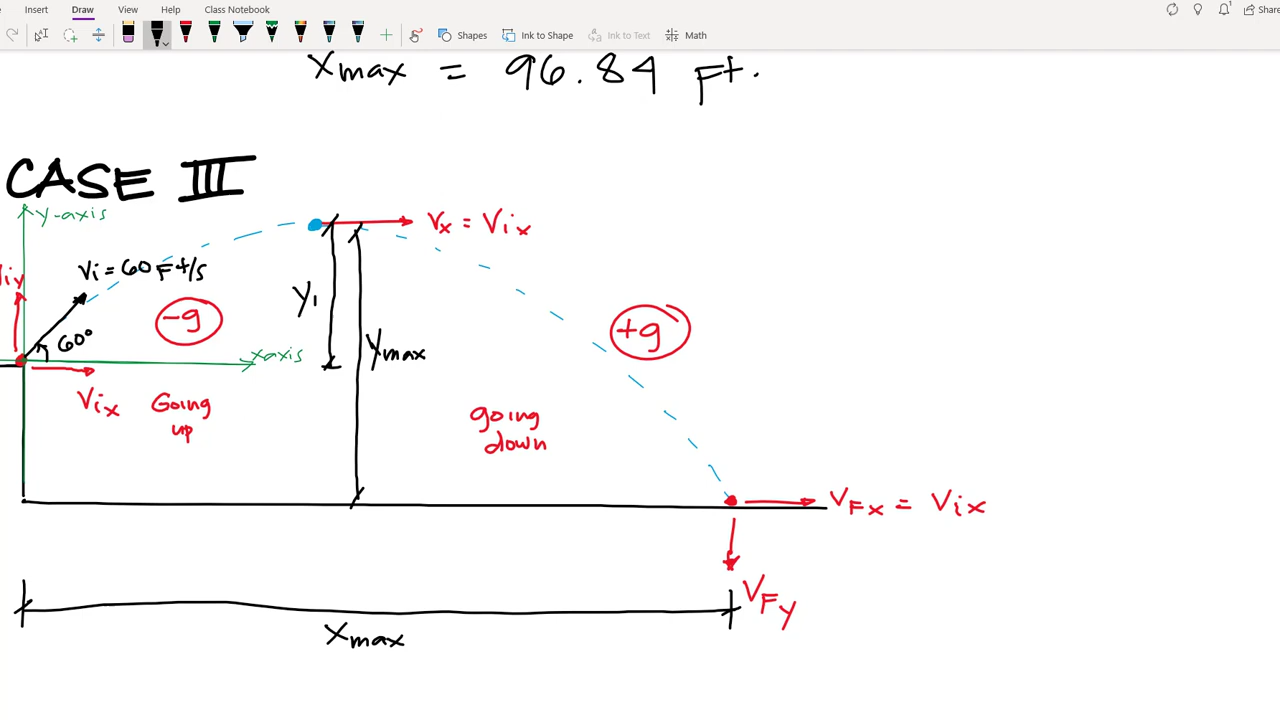 Insert Draw View Help Class Notebook Share
Shapes Ink to Shape Ink to Text Math
Xmax = 96.84 Ft.
CASE III
y-axis
Vx = Vix
Viy
Vi = 60 Ft/s
-g
y1
+g
60°
Ymax
xaxis
Vix
Going
up
going
down
VFx = Vix
VFy
Xmax